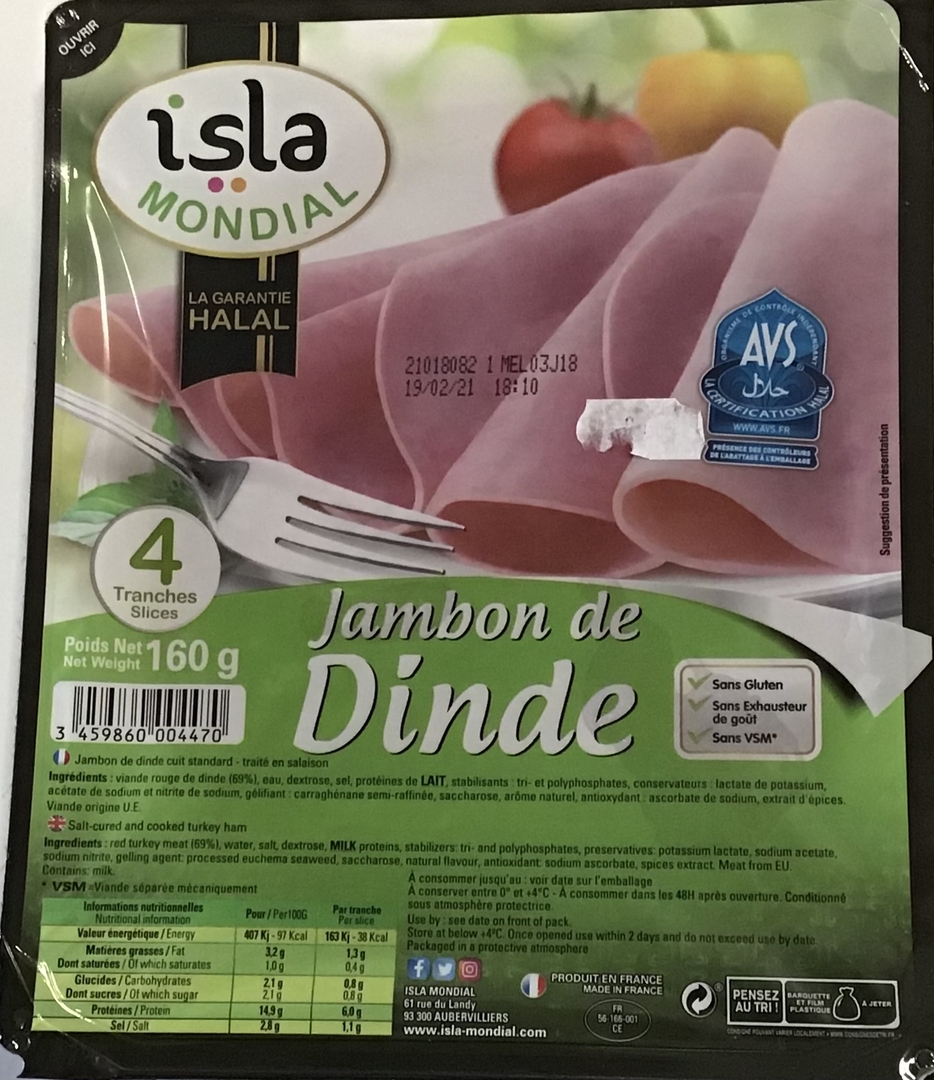 OUVRIR
ICI
isla
MONDIAL
LA GARANTIE
HALAL
21018082 1 MEL03J18
19/02/21 18:10
ORGANISME DE CONTRÔLE INDÉPENDANT
AVS
حلال
LA CERTIFICATION HALAL
WWW.AVS.FR
PRÉSENCE DES CONTRÔLEURS
DE L'ABATTAGE À L'EMBALLAGE
Suggestion de présentation
4
Tranches
Slices
Poids Net
Net Weight 160 g
Jambon de
Dinde
Sans Gluten
Sans Exhausteur
de goût
Sans VSM*
3 459860 004470
Jambon de dinde cuit standard - traité en salaison
Ingrédients : viande rouge de dinde (69%), eau, dextrose, sel, protéines de LAIT, stabilisants : tri- et polyphosphates, conservateurs : lactate de potassium,
acétate de sodium et nitrite de sodium, gélifiant : carraghénane semi-raffinée, saccharose, arôme naturel, antioxydant : ascorbate de sodium, extrait d'épices.
Viande origine U.E.
Salt-cured and cooked turkey ham
Ingredients : red turkey meat (69%), water, salt, dextrose, MILK proteins, stabilizers: tri- and polyphosphates, preservatives: potassium lactate, sodium acetate,
sodium nitrite, gelling agent: processed euchema seaweed, saccharose, natural flavour, antioxidant: sodium ascorbate, spices extract. Meat from EU.
Contains: milk.
* VSM =Viande séparée mécaniquement
À consommer jusqu'au : voir date sur l'emballage
À conserver entre 0° et +4°C - À consommer dans les 48H après ouverture. Conditionné
sous atmosphère protectrice.
Use by : see date on front of pack.
Store at below +4°C. Once opened use within 2 days and do not exceed use by date.
Packaged in a protective atmosphere
Informations nutritionnelles
Nutritional information
Pour / Per100G
Par tranche
Per slice
Valeur énergétique / Energy 407 Kj - 97 Kcal 163 Kj - 38 Kcal
Matières grasses / Fat 3,2 g 1,3 g
Dont saturées / Of which saturates 1,0 g 0,4 g
Glucides / Carbohydrates 2,1 g 0,8 g
Dont sucres / Of which sugar 2,1 g 0,8 g
Protéines / Protein 14,9 g 6,0 g
Sel / Salt 2,8 g 1,1 g
ISLA MONDIAL
61 rue du Landy
93 300 AUBERVILLIERS
www.isla-mondial.com
PRODUIT EN FRANCE
MADE IN FRANCE
FR
56-166-001
CE
PENSEZ
AU TRI !
BARQUETTE
ET FILM
PLASTIQUE
À JETER
CONSIGNE POUVANT VARIER LOCALEMENT > WWW.CONSIGNESDETRI.FR